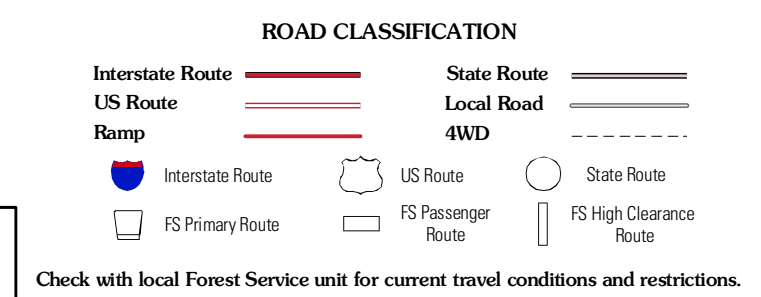 ROAD CLASSIFICATION
Interstate Route
State Route
US Route
Local Road
Ramp
4WD
Interstate Route
US Route
State Route
FS Primary Route
FS Passenger
Route
FS High Clearance
Route
Check with local Forest Service unit for current travel conditions and restrictions.